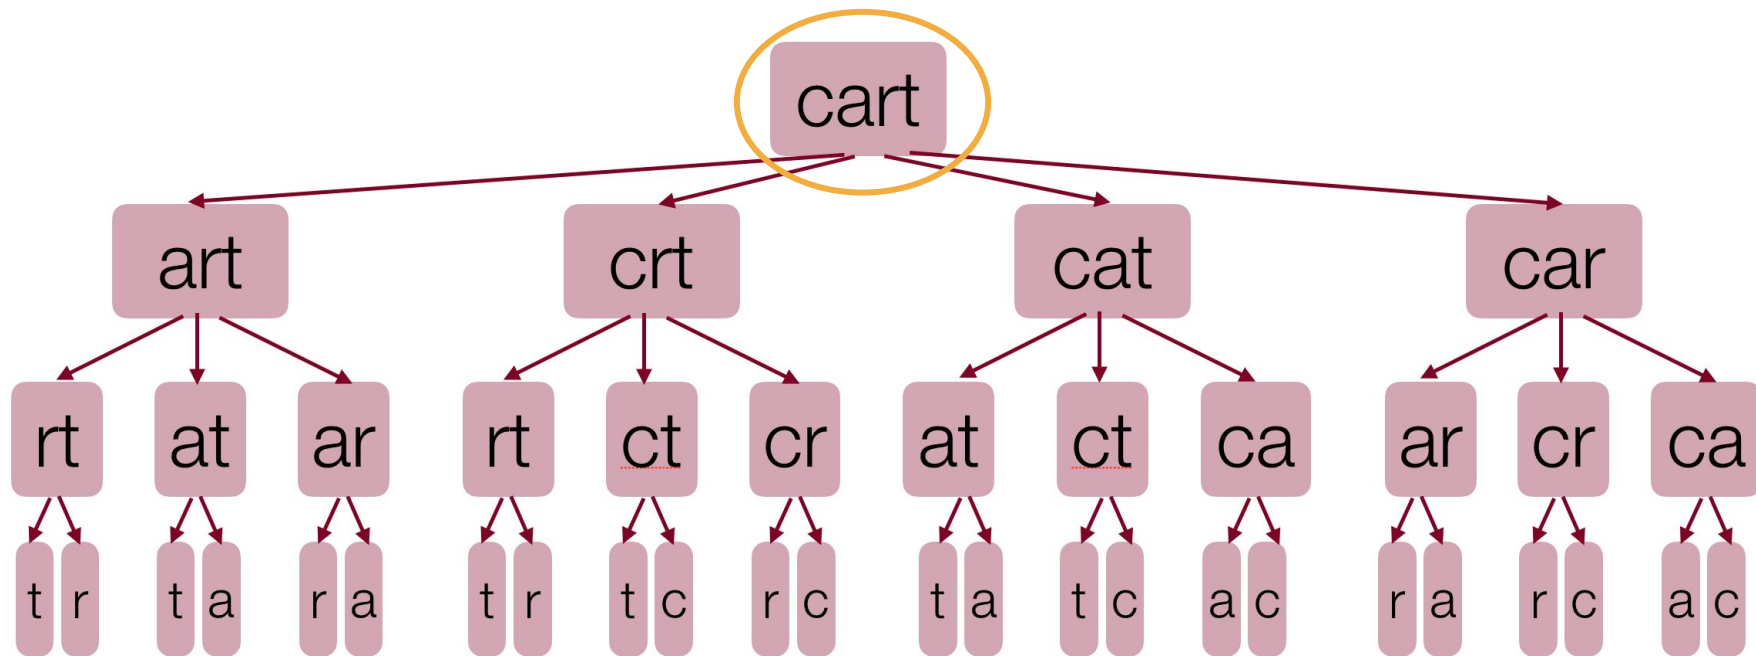 cart
art crt cat car
rt at ar rt ct cr at ct ca ar cr ca
t r t a r a t r t c r c t a t c a c r a r c a c